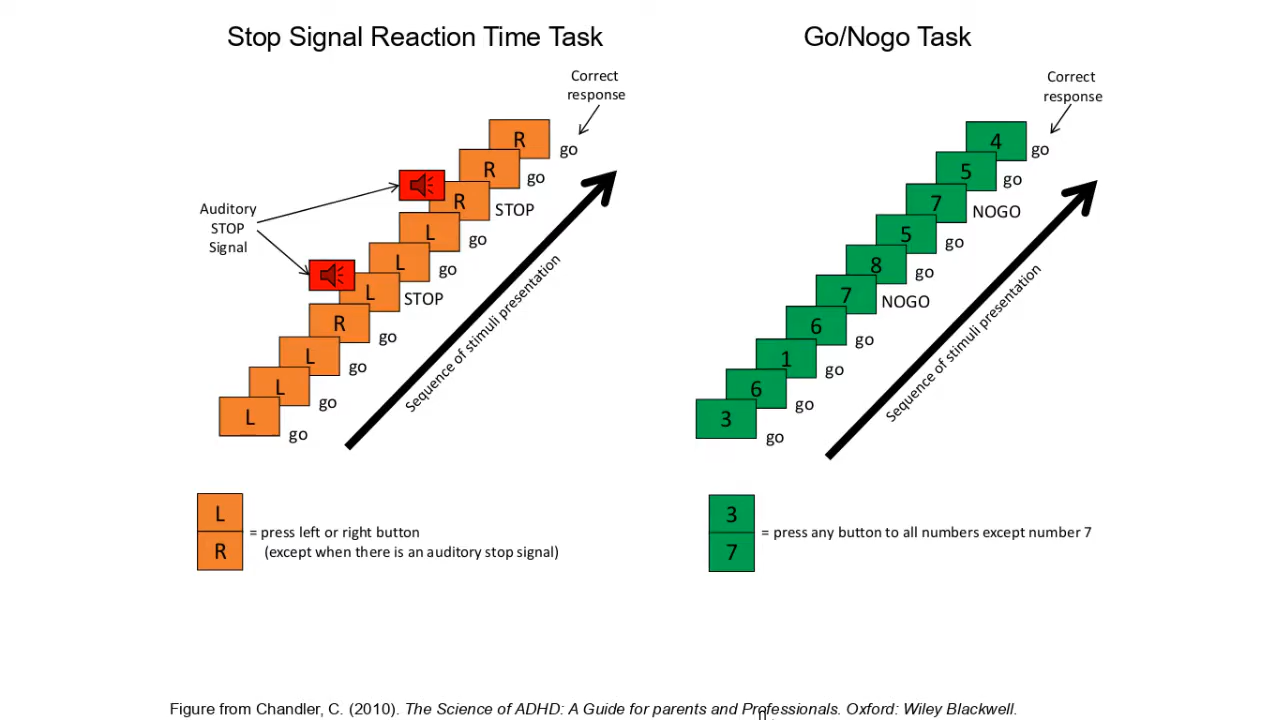 Stop Signal Reaction Time Task
Correct
response
R
go
R
go
R
STOP
L
go
L
go
L
STOP
R
go
L
go
L
go
L
go
Auditory
STOP
Signal
Sequence of stimuli presentation
L
R
= press left or right button
(except when there is an auditory stop signal)
Go/Nogo Task
Correct
response
4
go
5
go
7
NOGO
5
go
8
go
7
NOGO
6
go
1
go
6
go
3
go
Sequence of stimuli presentation
3
7
= press any button to all numbers except number 7
Figure from Chandler, C. (2010). The Science of ADHD: A Guide for parents and Professionals. Oxford: Wiley Blackwell.